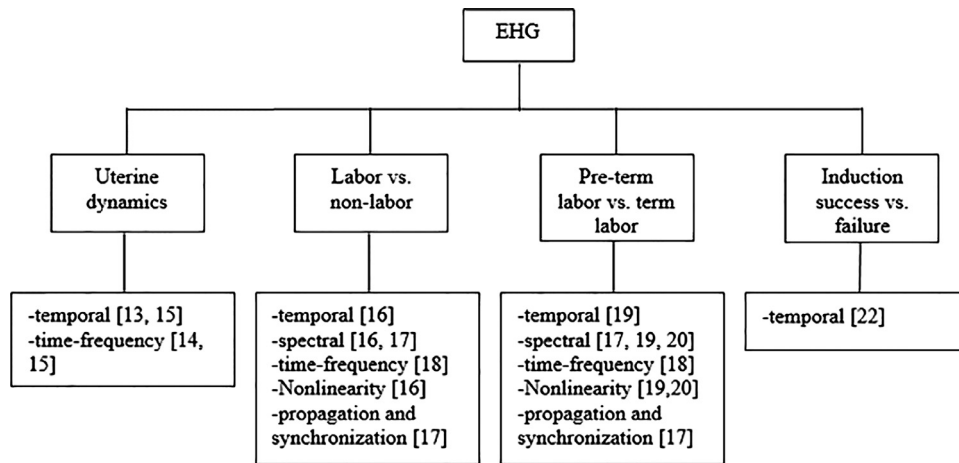 EHG
Uterine
dynamics
Labor vs.
non-labor
Pre-term
labor vs. term
labor
Induction
success vs.
failure
-temporal [13, 15]
-time-frequency [14,
15]
-temporal [16]
-spectral [16, 17]
-time-frequency [18]
-Nonlinearity [16]
-propagation and
synchronization [17]
-temporal [19]
-spectral [17, 19, 20]
-time-frequency [18]
-Nonlinearity [19,20]
-propagation and
synchronization [17]
-temporal [22]